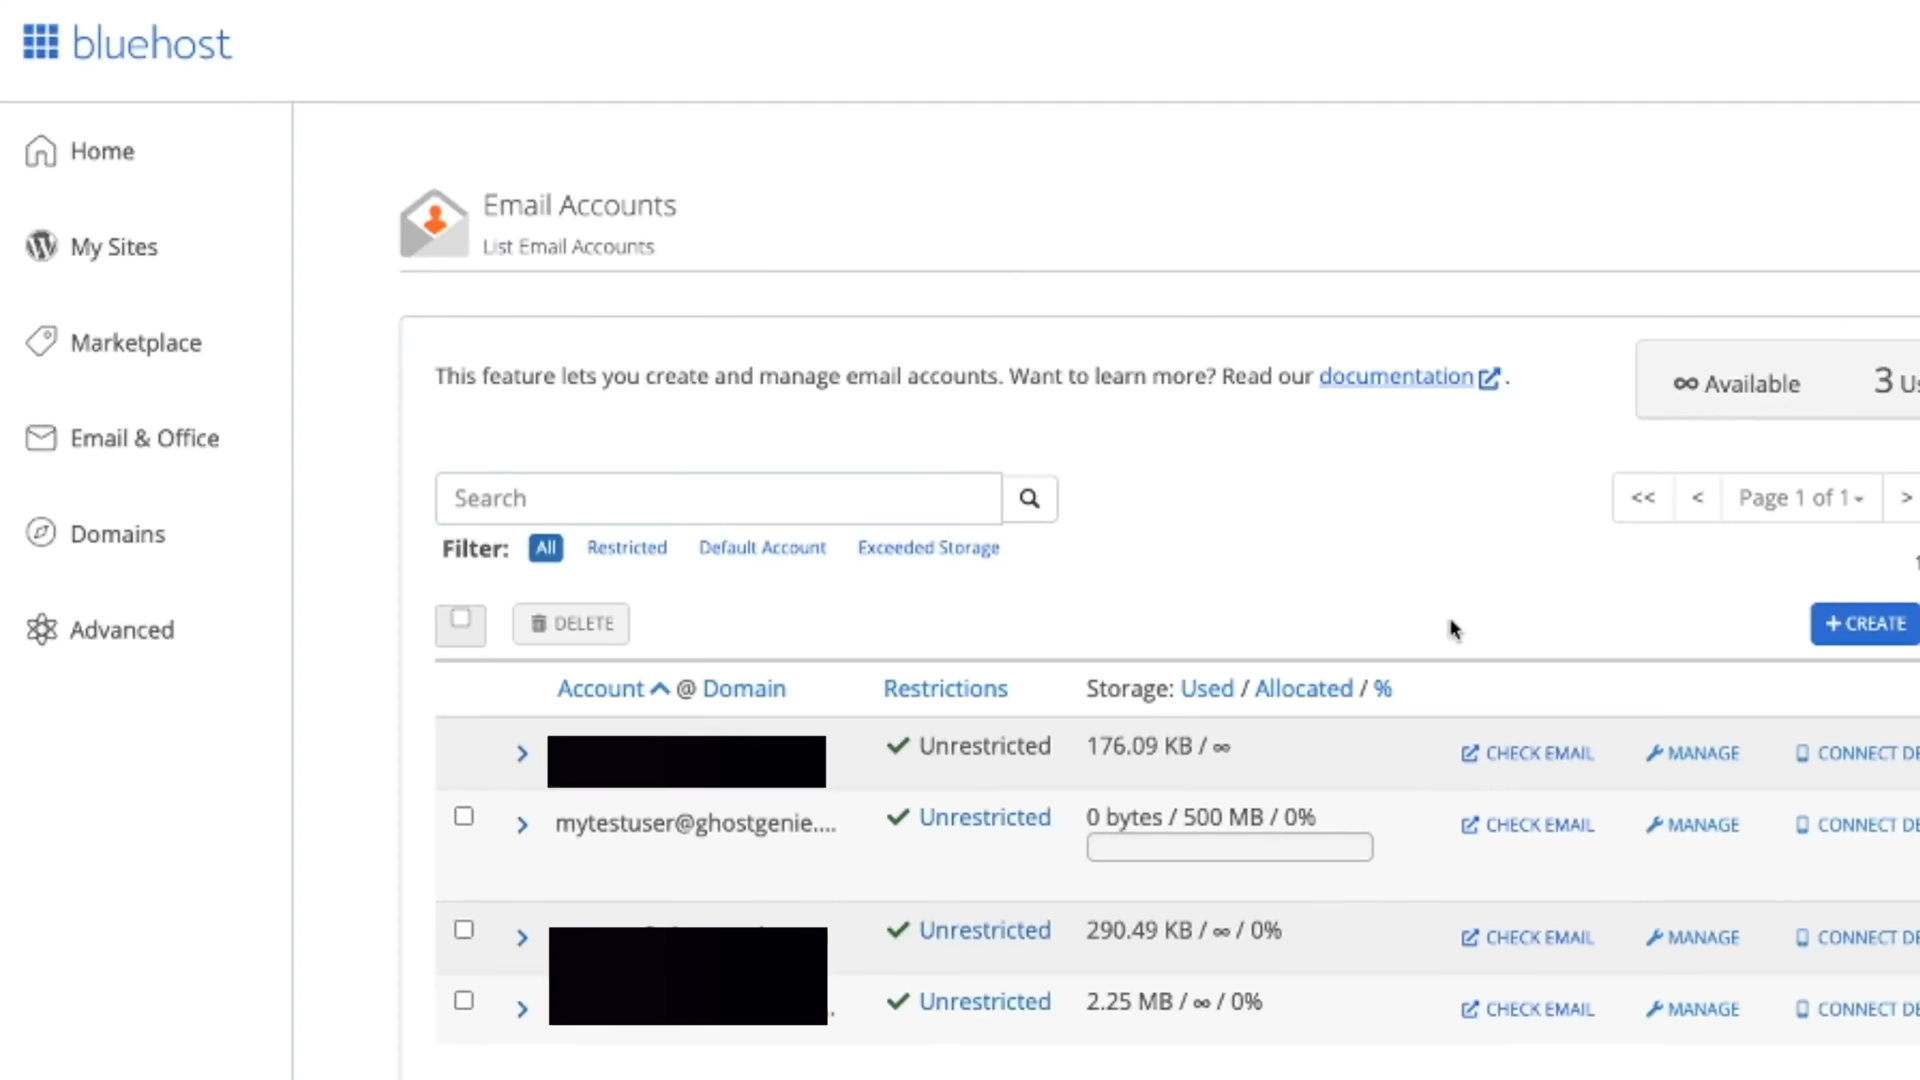 bluehost
Home
My Sites
Marketplace
Email & Office
Domains
Advanced
Email Accounts
List Email Accounts
This feature lets you create and manage email accounts. Want to learn more? Read our documentation .
∞ Available 3
Search
<< < Page 1 of 1 >
Filter: All Restricted Default Account Exceeded Storage
DELETE
+ CREATE
Account @ Domain Restrictions Storage: Used / Allocated / %
Unrestricted 176.09 KB / ∞ CHECK EMAIL MANAGE CONNECT
mytestuser@ghostgenie.... Unrestricted 0 bytes / 500 MB / 0% CHECK EMAIL MANAGE CONNECT
Unrestricted 290.49 KB / ∞ / 0% CHECK EMAIL MANAGE CONNECT
Unrestricted 2.25 MB / ∞ / 0% CHECK EMAIL MANAGE CONNECT